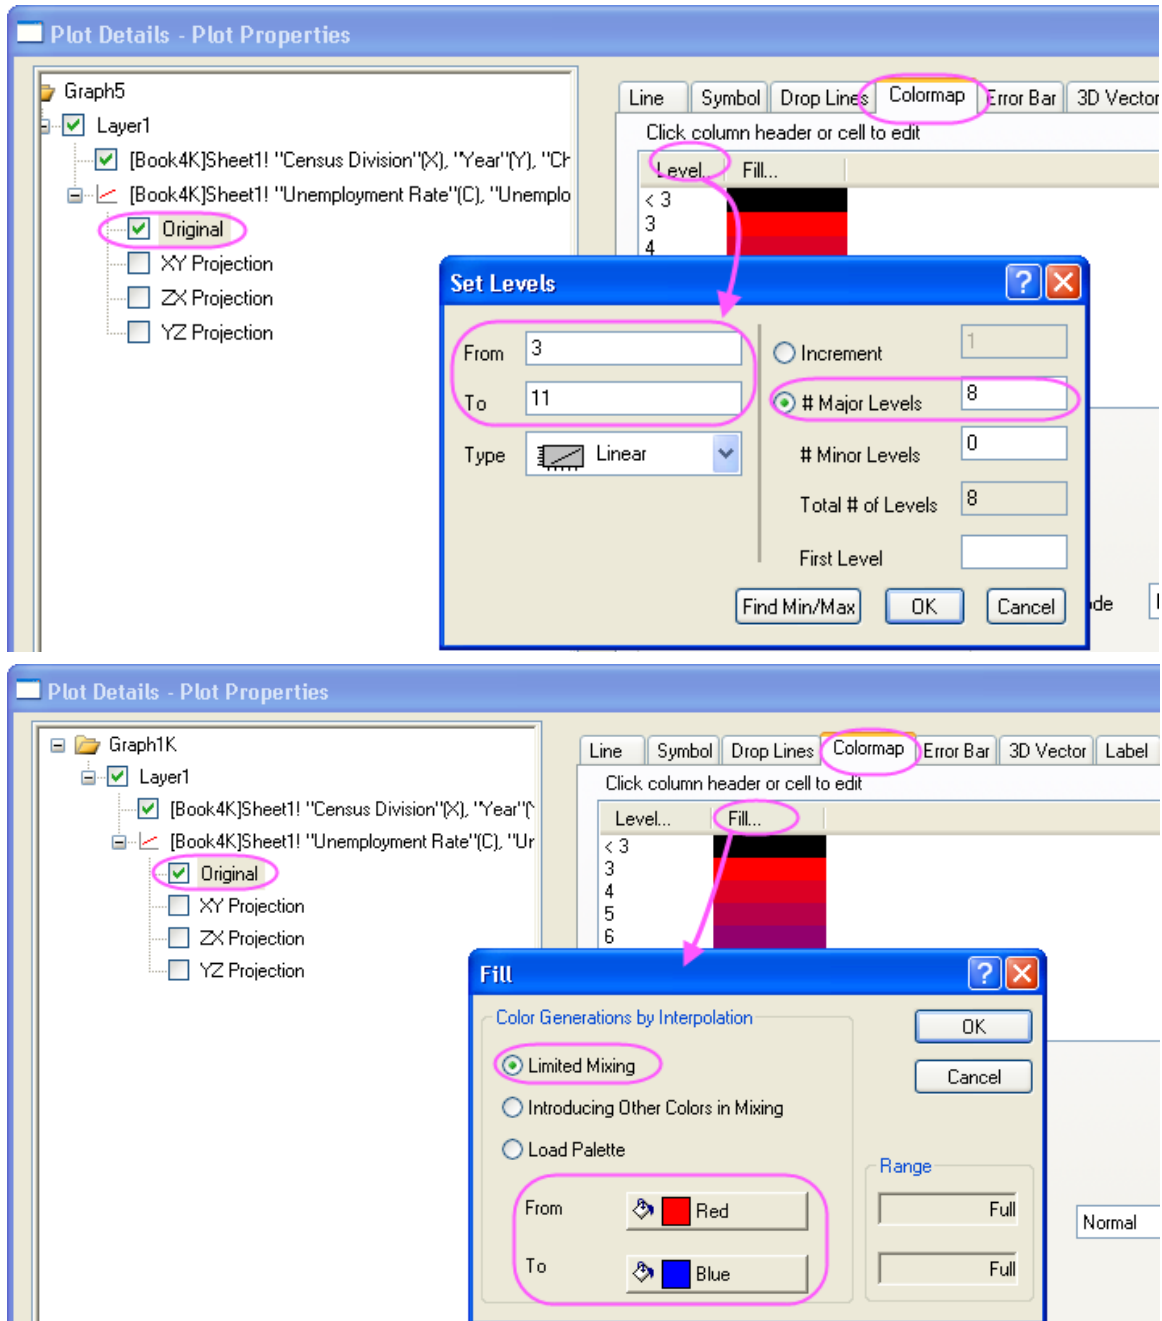 Plot Details - Plot Properties
Graph5
Layer1
[Book4K]Sheet1! "Census Division"(X), "Year"(Y), "Ch
[Book4K]Sheet1! "Unemployment Rate"(C), "Unemplo
Original
XY Projection
ZX Projection
YZ Projection
Line Symbol Drop Lines Colormap Error Bar 3D Vector
Click column header or cell to edit
Level... Fill...
< 3
3
4
Set Levels
From 3
To 11
Type Linear
Increment 1
# Major Levels 8
# Minor Levels 0
Total # of Levels 8
First Level
Find Min/Max OK Cancel
de
Plot Details - Plot Properties
Graph1K
Layer1
[Book4K]Sheet1! "Census Division"(X), "Year"(
[Book4K]Sheet1! "Unemployment Rate"(C), "Ur
Original
XY Projection
ZX Projection
YZ Projection
Line Symbol Drop Lines Colormap Error Bar 3D Vector Label
Click column header or cell to edit
Level... Fill...
< 3
3
4
5
6
Fill
Color Generations by Interpolation
Limited Mixing
Introducing Other Colors in Mixing
Load Palette
From Red
To Blue
OK
Cancel
Range
Full
Full
Normal